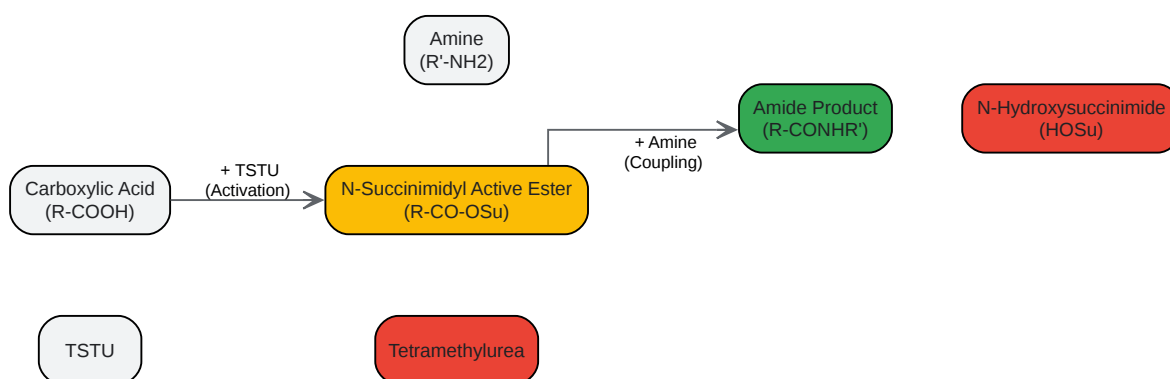 Amine
(R'-NH2)
Amide Product
(R-CONHR')
N-Hydroxysuccinimide
(HOSu)
+ Amine
(Coupling)
+ TSTU
(Activation)
Carboxylic Acid
(R-COOH)
N-Succinimidyl Active Ester
(R-CO-OSu)
TSTU
Tetramethylurea